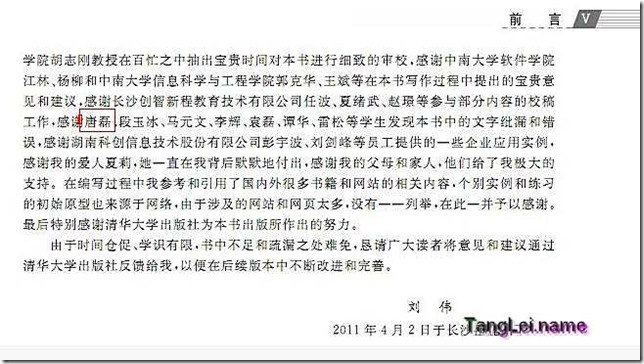 前　言 V
学院胡志刚教授在百忙之中抽出宝贵时间对本书进行细致的审校，感谢中南大学软件学院
江林、杨柳和中南大学信息科学与工程学院郭克华、王斌等在本书写作过程中提出的宝贵意
见和建议，感谢长沙创智新程教育技术有限公司任波、夏绪武、赵璟等参与部分内容的校稿
工作，感谢唐磊、段玉冰、马元文、李辉、袁磊、谭华、雷松等学生发现本书中的文字纰漏和错
误，感谢湖南科创信息技术股份有限公司彭宇波、刘剑峰等员工提供的一些企业应用实例，
感谢我的爱人夏莉，她一直在我背后默默地付出，感谢我的父母和家人，他们给了我极大的
支持。在编写过程中我参考和引用了国内外很多书籍和网站的相关内容，个别实例和练习
的初始原型也来源于网络，由于涉及的网站和网页太多，没有一一列举，在此一并予以感谢。
最后特别感谢清华大学出版社为本书出版所作出的努力。
由于时间仓促、学识有限，书中不足和疏漏之处难免，恳请广大读者将意见和建议通过
清华大学出版社反馈给我，以便在后续版本中不断改进和完善。
刘　伟
2011年4月2日于长沙
TangLei.name